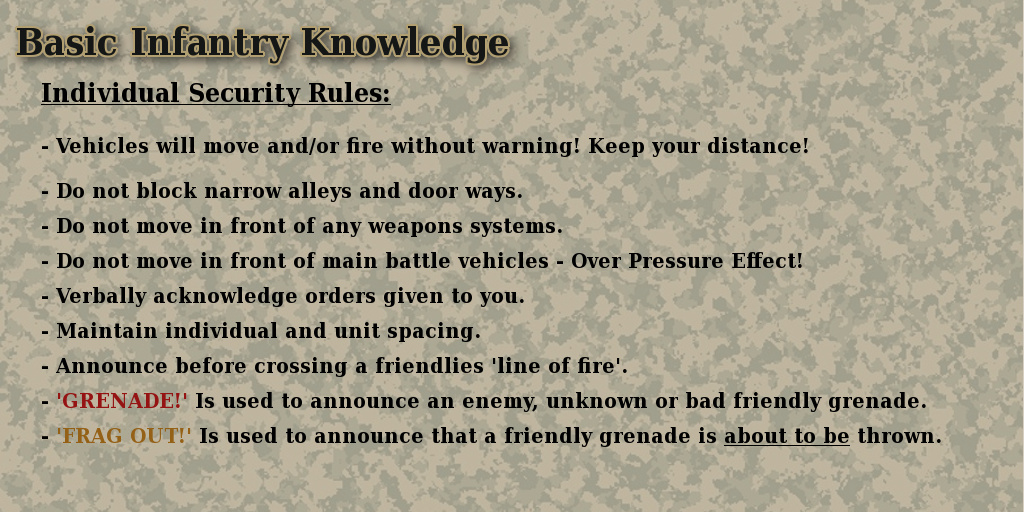 Basic Infantry Knowledge
Individual Security Rules:
- Vehicles will move and/or fire without warning! Keep your distance!
- Do not block narrow alleys and door ways.
- Do not move in front of any weapons systems.
- Do not move in front of main battle vehicles - Over Pressure Effect!
- Verbally acknowledge orders given to you.
- Maintain individual and unit spacing.
- Announce before crossing a friendlies 'line of fire'.
- 'GRENADE!' Is used to announce an enemy, unknown or bad friendly grenade.
- 'FRAG OUT!' Is used to announce that a friendly grenade is about to be thrown.